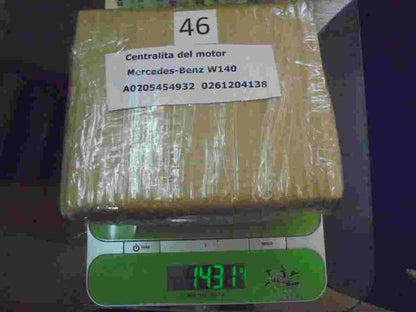 46
Centralita del motor
Mercedes-Benz W140
A0205454932 0261204138
1431